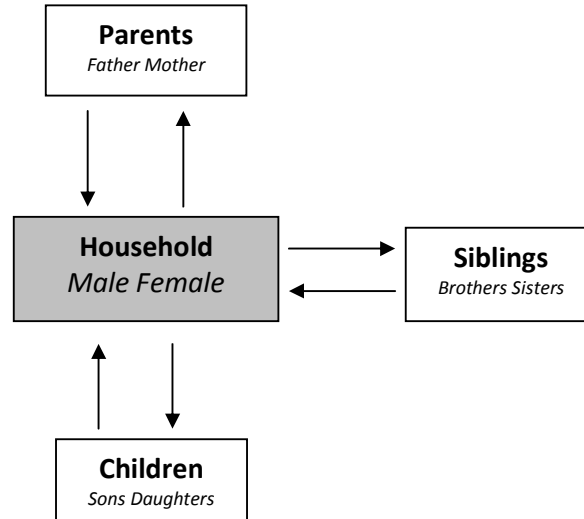 Parents
Father Mother
Household
Male Female
Siblings
Brothers Sisters
Children
Sons Daughters